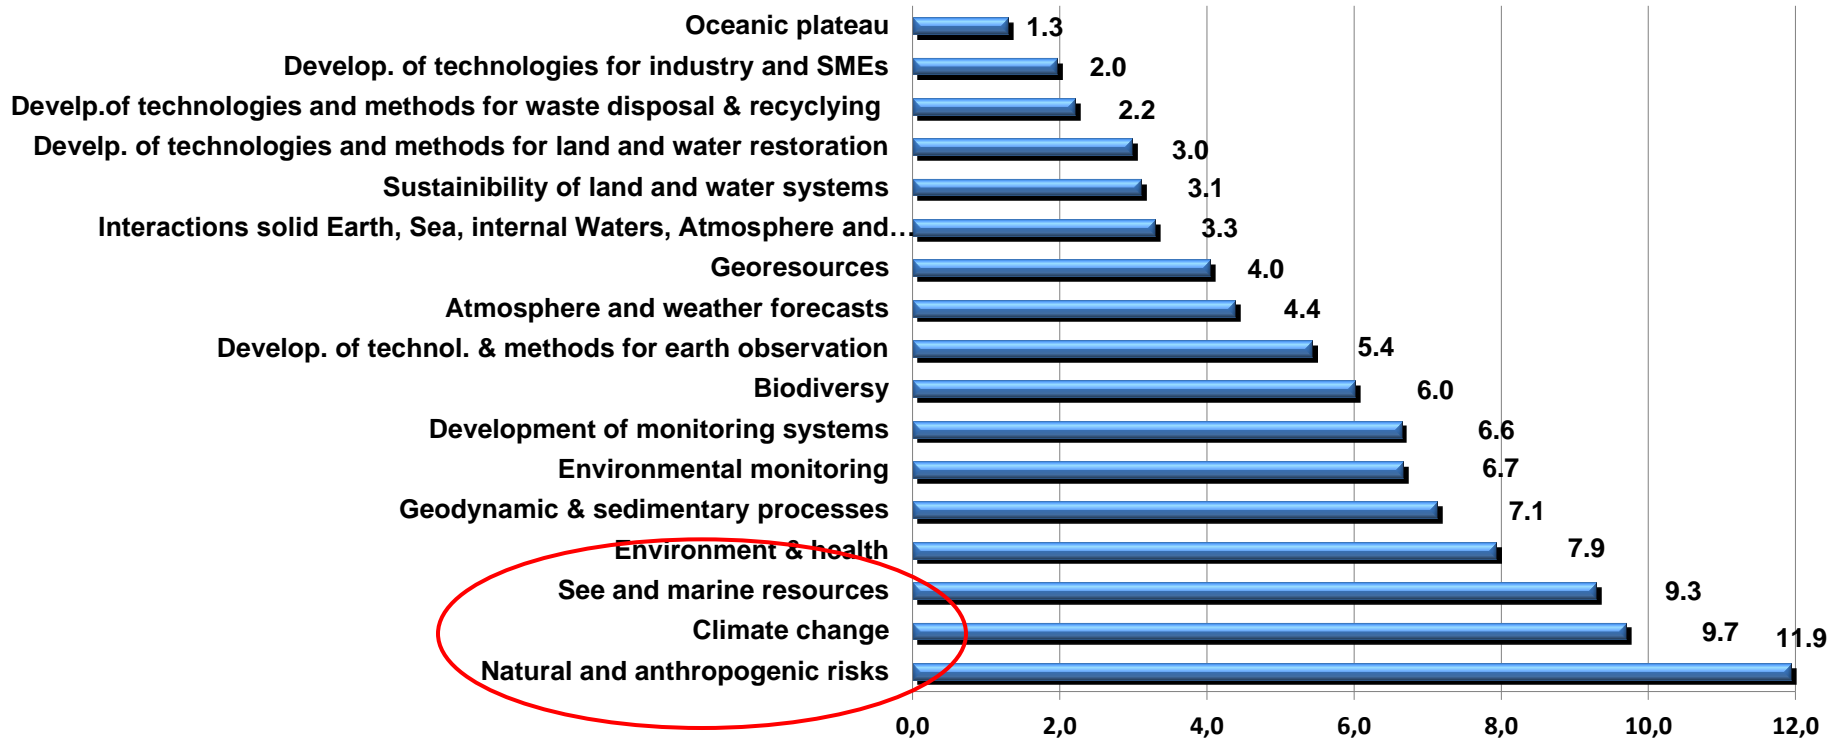 Oceanic plateau 1.3
Develop. of technologies for industry and SMEs 2.0
Develp.of technologies and methods for waste disposal & recyclying 2.2
Develp. of technologies and methods for land and water restoration 3.0
Sustainibility of land and water systems 3.1
Interactions solid Earth, Sea, internal Waters, Atmosphere and… 3.3
Georesources 4.0
Atmosphere and weather forecasts 4.4
Develop. of technol. & methods for earth observation 5.4
Biodiversy 6.0
Development of monitoring systems 6.6
Environmental monitoring 6.7
Geodynamic & sedimentary processes 7.1
Environment & health 7.9
See and marine resources 9.3
Climate change 9.7
Natural and anthropogenic risks 11.9
0,0 2,0 4,0 6,0 8,0 10,0 12,0